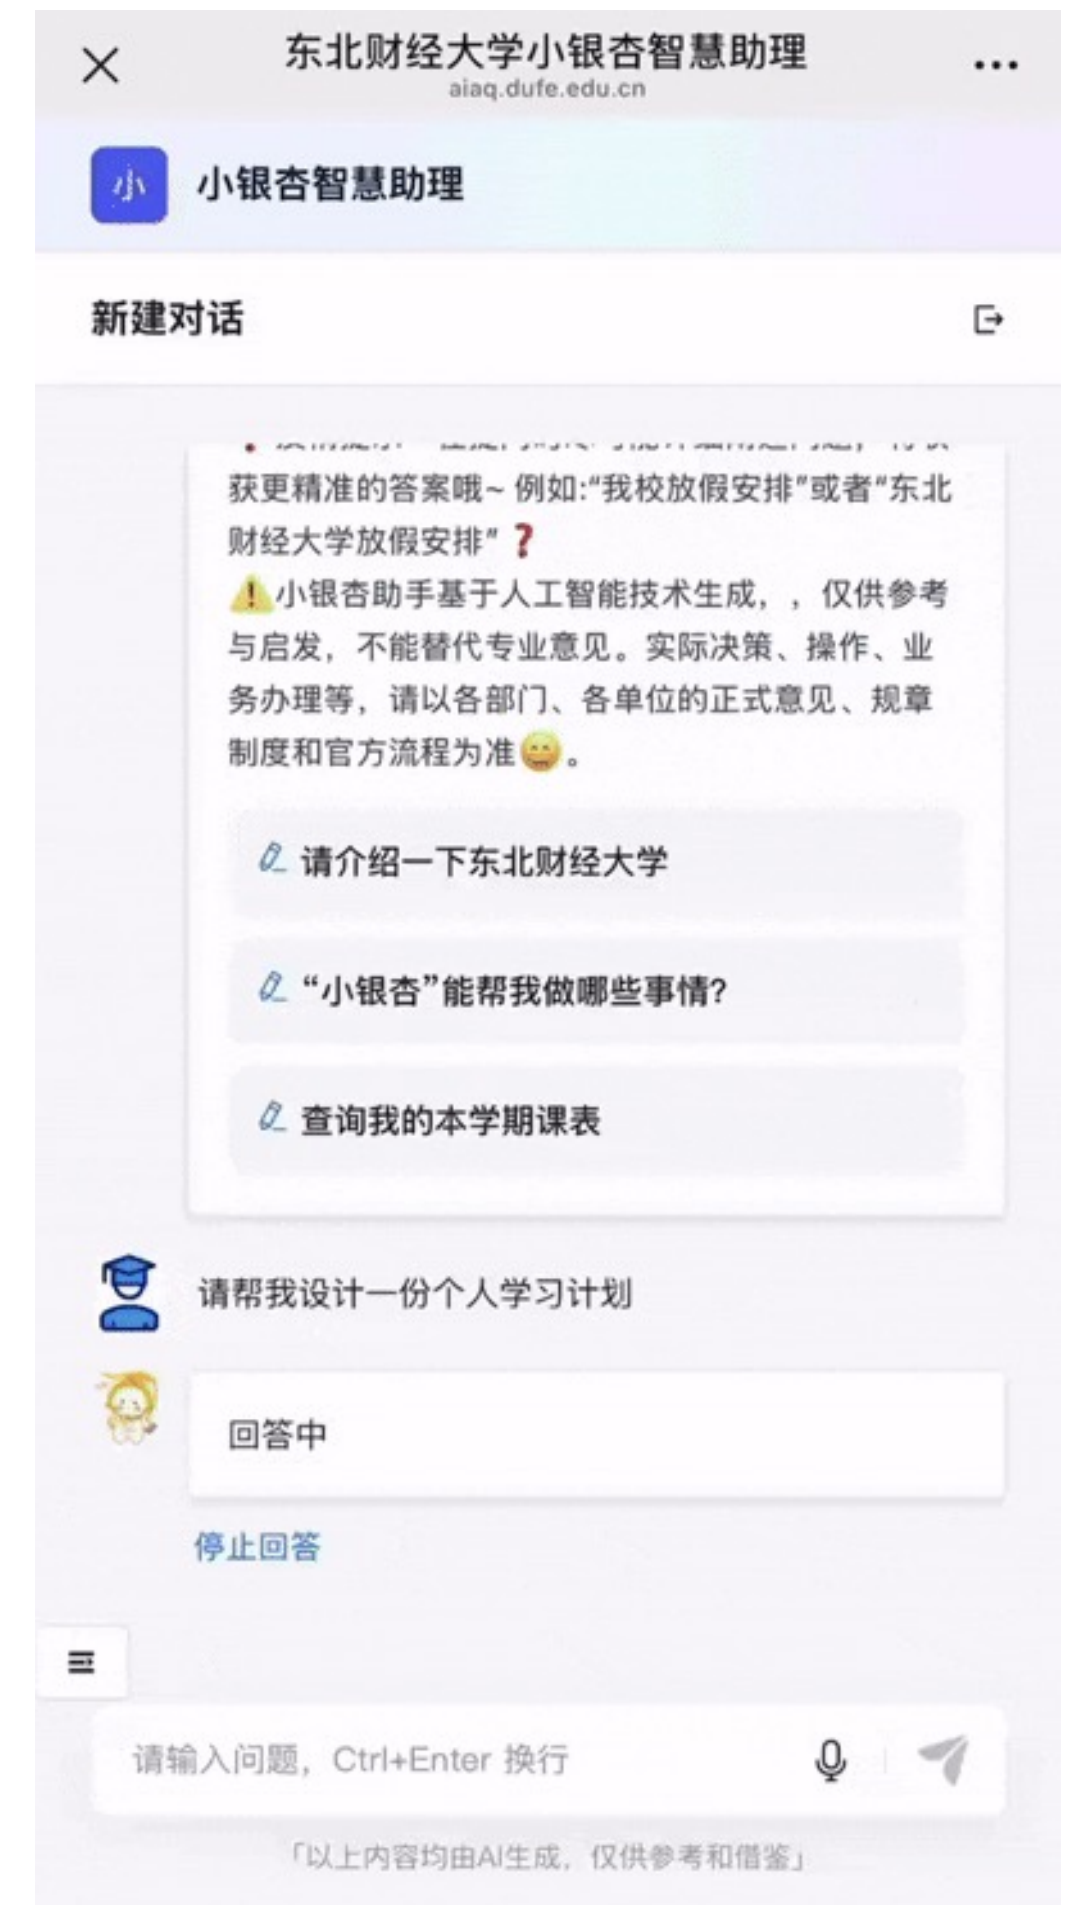 东北财经大学小银杏智慧助理
aiaq.dufe.edu.cn
小
小银杏智慧助理
新建对话
获更精准的答案哦~ 例如:“我校放假安排”或者“东北
财经大学放假安排” ❓
⚠️小银杏助手基于人工智能技术生成，，仅供参考
与启发，不能替代专业意见。实际决策、操作、业
务办理等，请以各部门、各单位的正式意见、规章
制度和官方流程为准😄。
请介绍一下东北财经大学
“小银杏”能帮我做哪些事情?
查询我的本学期课表
请帮我设计一份个人学习计划
回答中
停止回答
请输入问题，Ctrl+Enter 换行
「以上内容均由AI生成，仅供参考和借鉴」